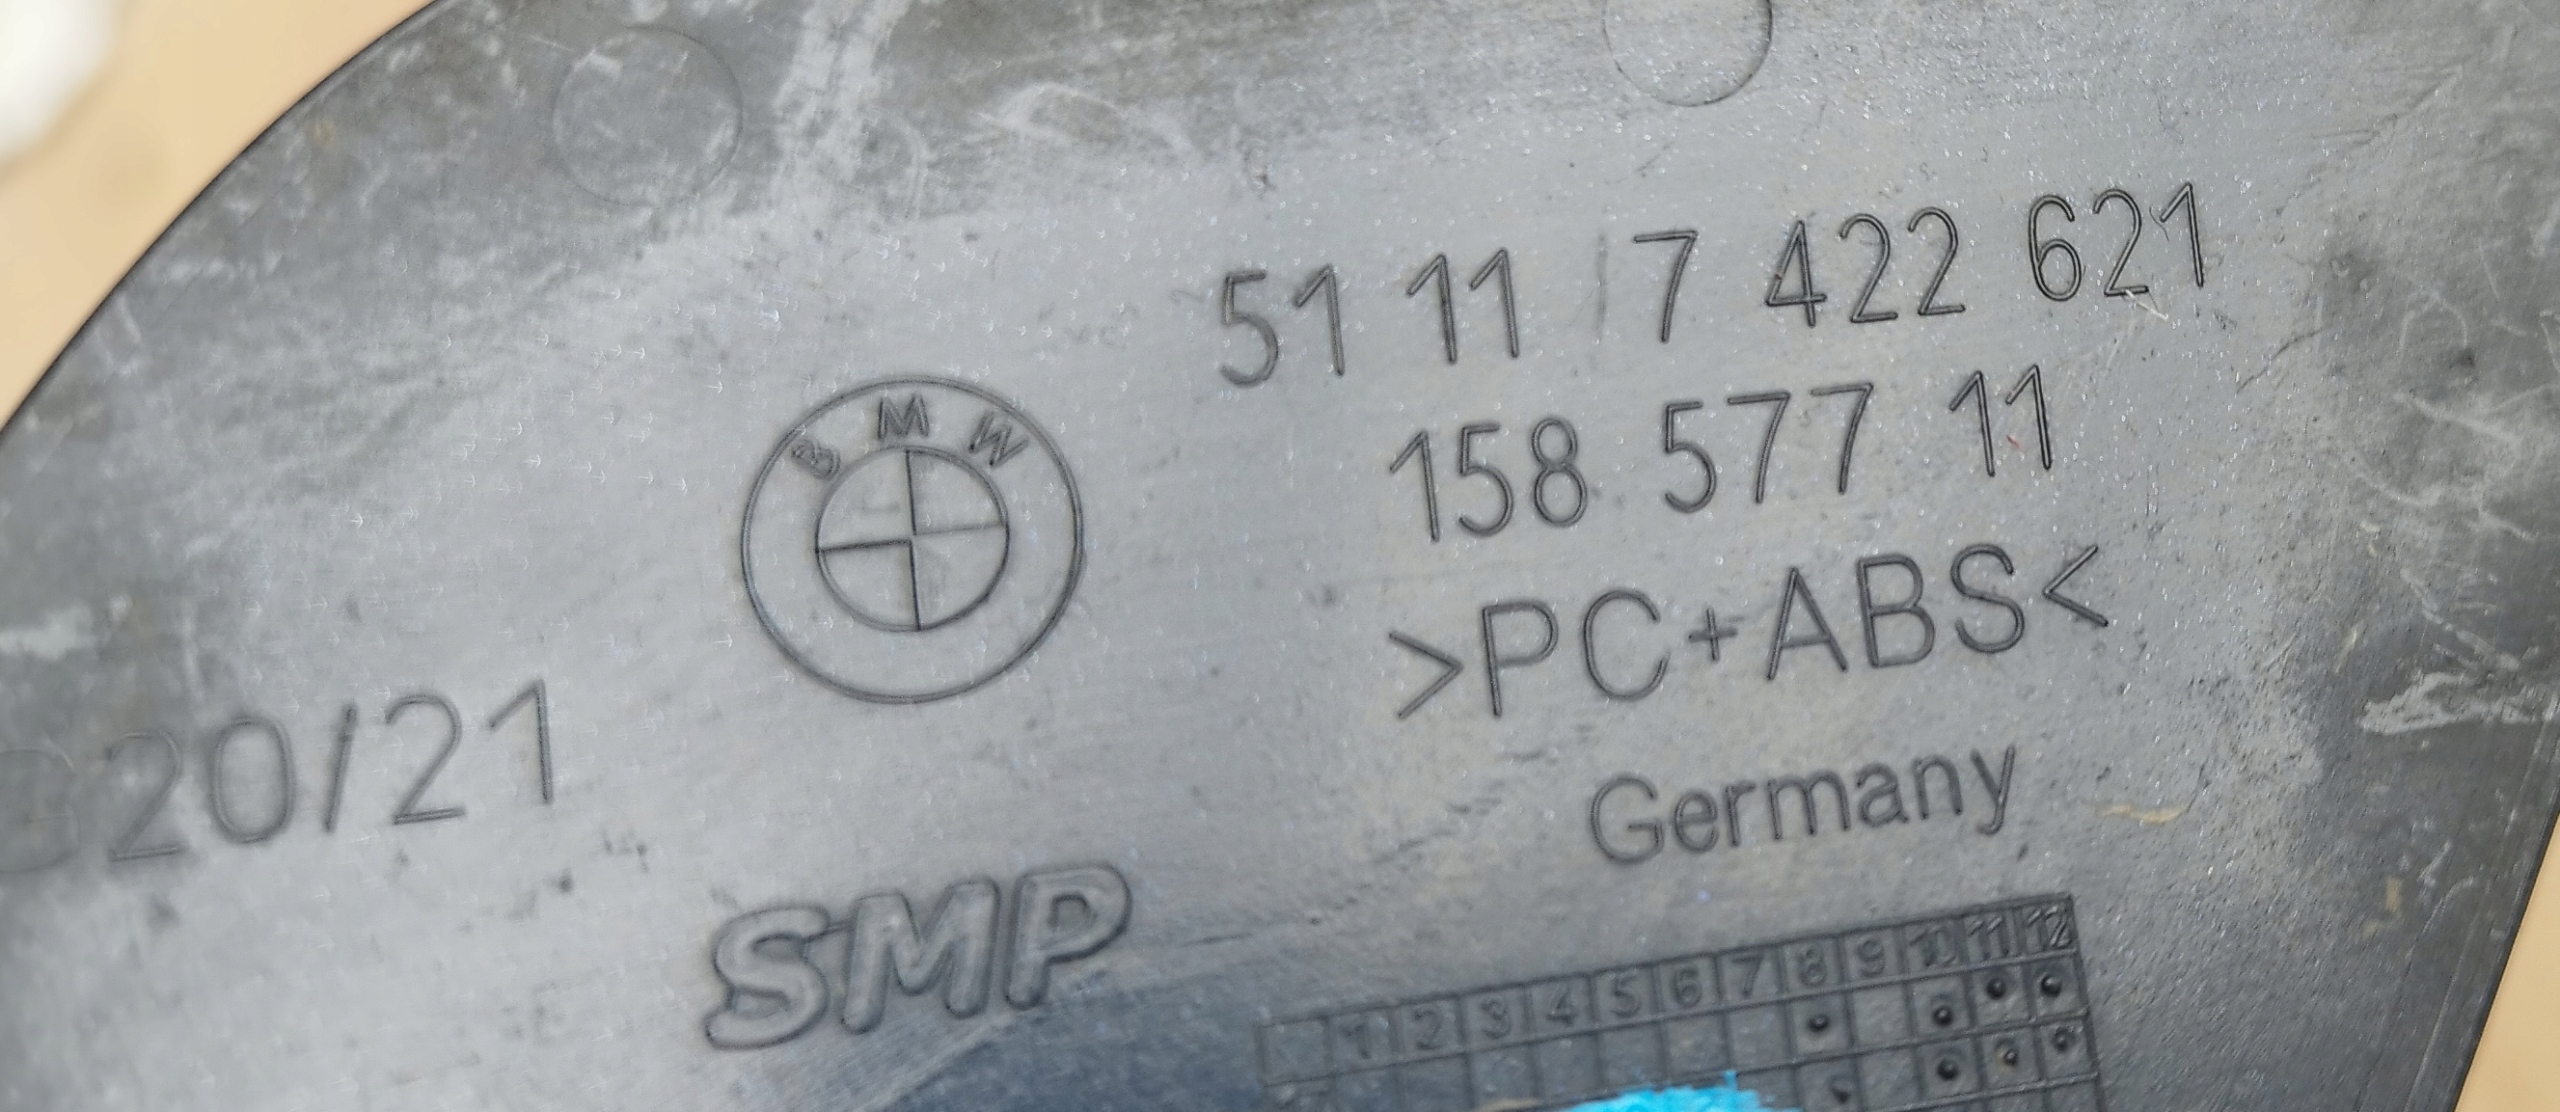 51 11 7 422 621
158 577 11
>PC+ABS<
Germany
BMW
G20/21
SMP
1 2 3 4 5 6 7 8 9 10 11 12